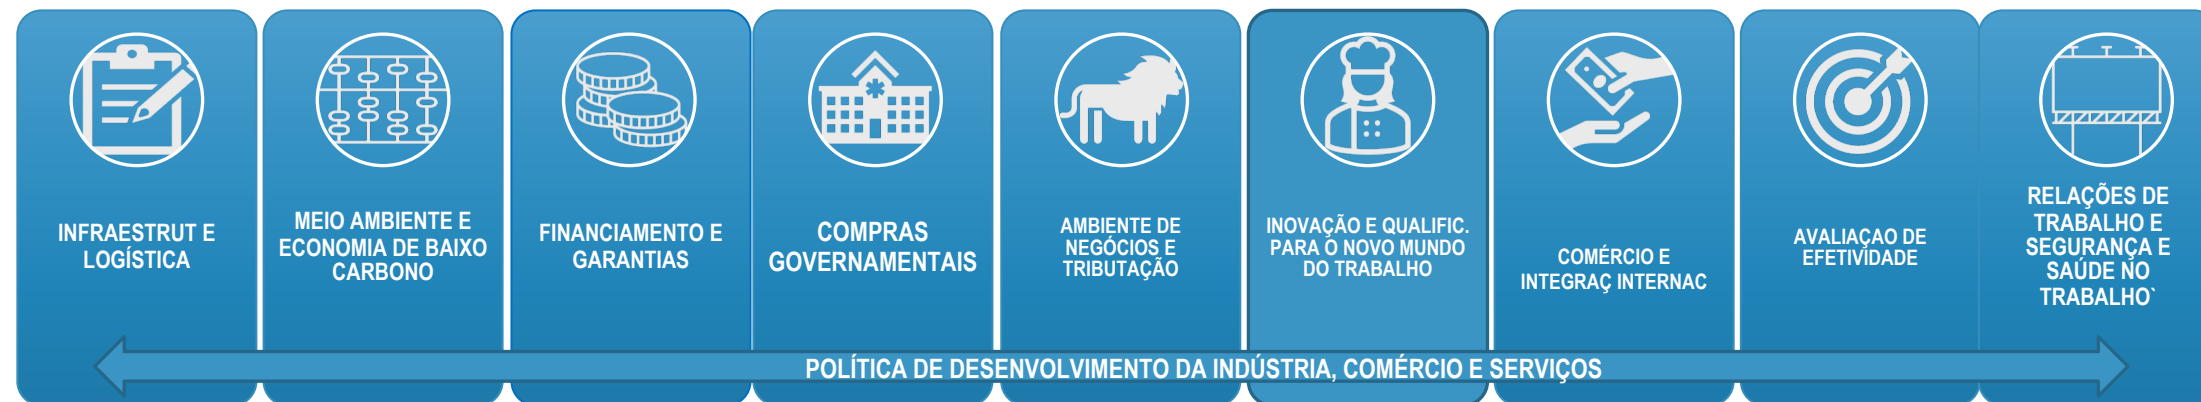 INFRAESTRUT E
LOGÍSTICA
MEIO AMBIENTE E
ECONOMIA DE BAIXO
CARBONO
FINANCIAMENTO E
GARANTIAS
COMPRAS
GOVERNAMENTAIS
AMBIENTE DE
NEGÓCIOS E
TRIBUTAÇÃO
INOVAÇÃO E QUALIFIC.
PARA O NOVO MUNDO
DO TRABALHO
COMÉRCIO E
INTEGRAÇ INTERNAC
AVALIAÇAO DE
EFETIVIDADE
RELAÇÕES DE
TRABALHO E
SEGURANÇA E
SAÚDE NO
TRABALHO`
POLÍTICA DE DESENVOLVIMENTO DA INDÚSTRIA, COMÉRCIO E SERVIÇOS